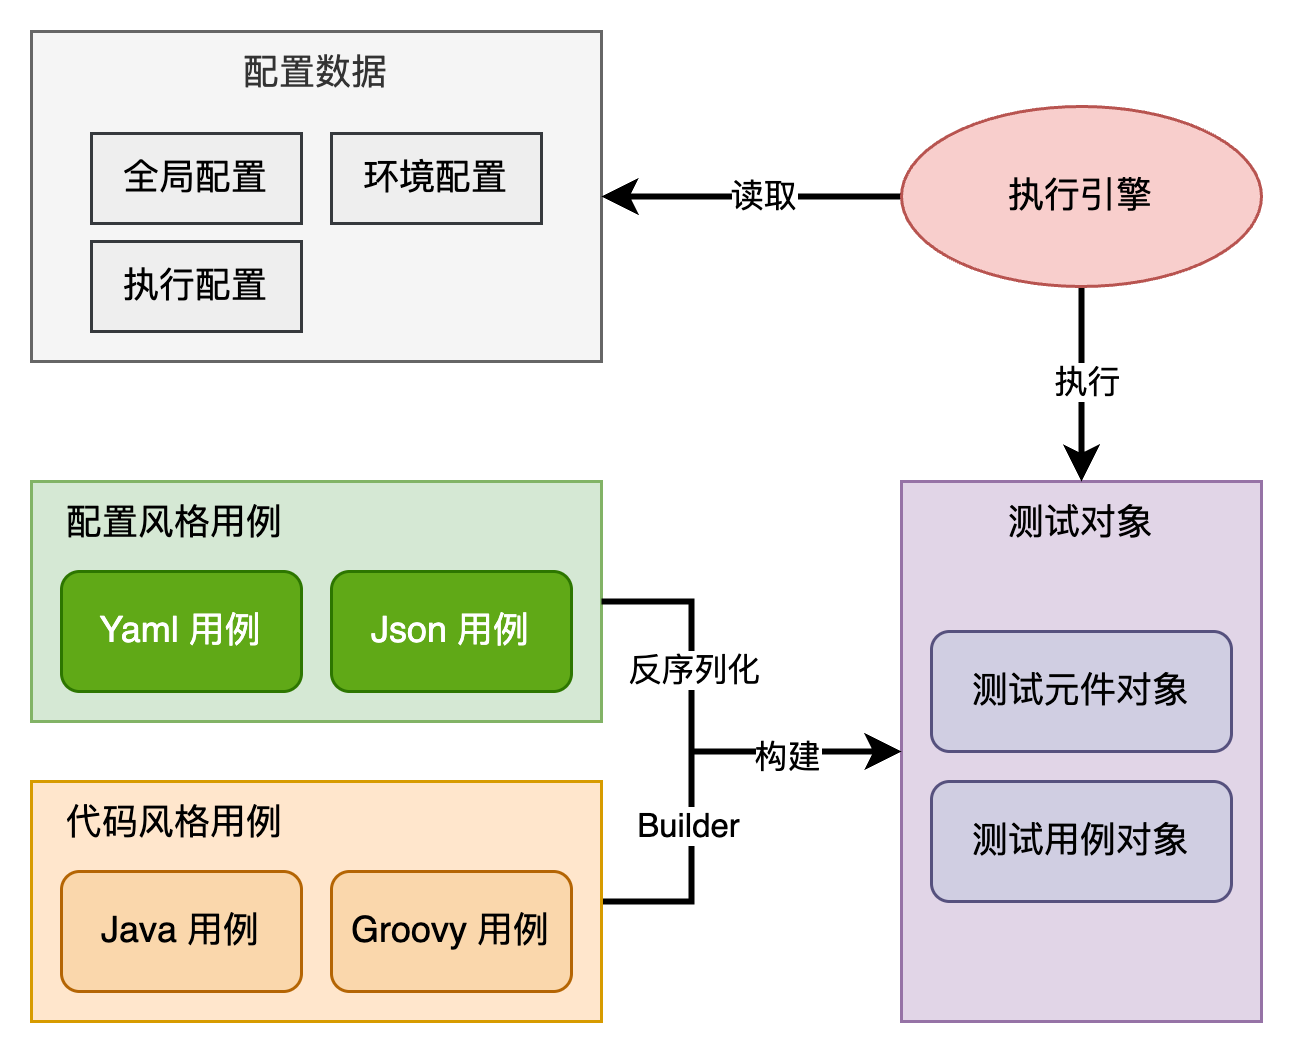 配置数据
全局配置
环境配置
执行配置
读取
执行引擎
执行
配置风格用例
Yaml 用例
Json 用例
反序列化
构建
Builder
代码风格用例
Java 用例
Groovy 用例
测试对象
测试元件对象
测试用例对象